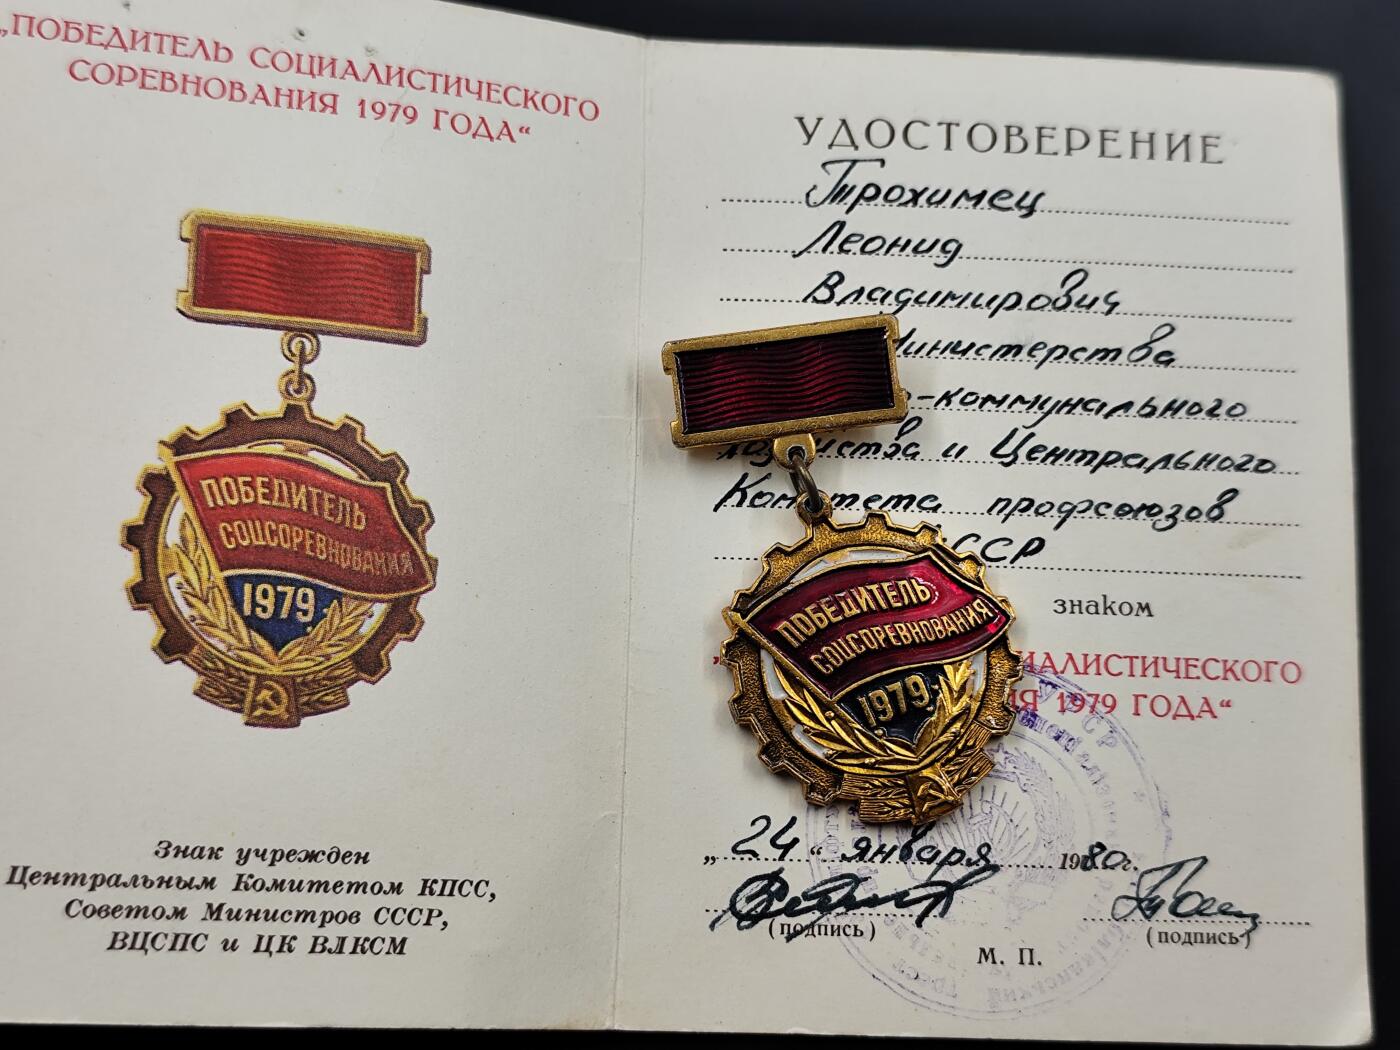 „ПОБЕДИТЕЛЬ СОЦИАЛИСТИЧЕСКОГО
СОРЕВНОВАНИЯ 1979 ГОДА“
ПОБЕДИТЕЛЬ
СОЦСОРЕВНОВАНИЯ
1979
Знак учрежден
Центральным Комитетом КПСС,
Советом Министров СССР,
ВЦСПС и ЦК ВЛКСМ
УДОСТОВЕРЕНИЕ
Трохимец
Леонид
Владимирович
Министерства
-коммунального
и Центрального
Комитета профсоюзов
ССР
знаком
ИАЛИСТИЧЕСКОГО
ИЯ 1979 ГОДА“
ПОБЕДИТЕЛЬ
СОЦСОРЕВНОВАНИЯ
1979
„24“ января 1980г.
(подпись) (подпись)
М. П.